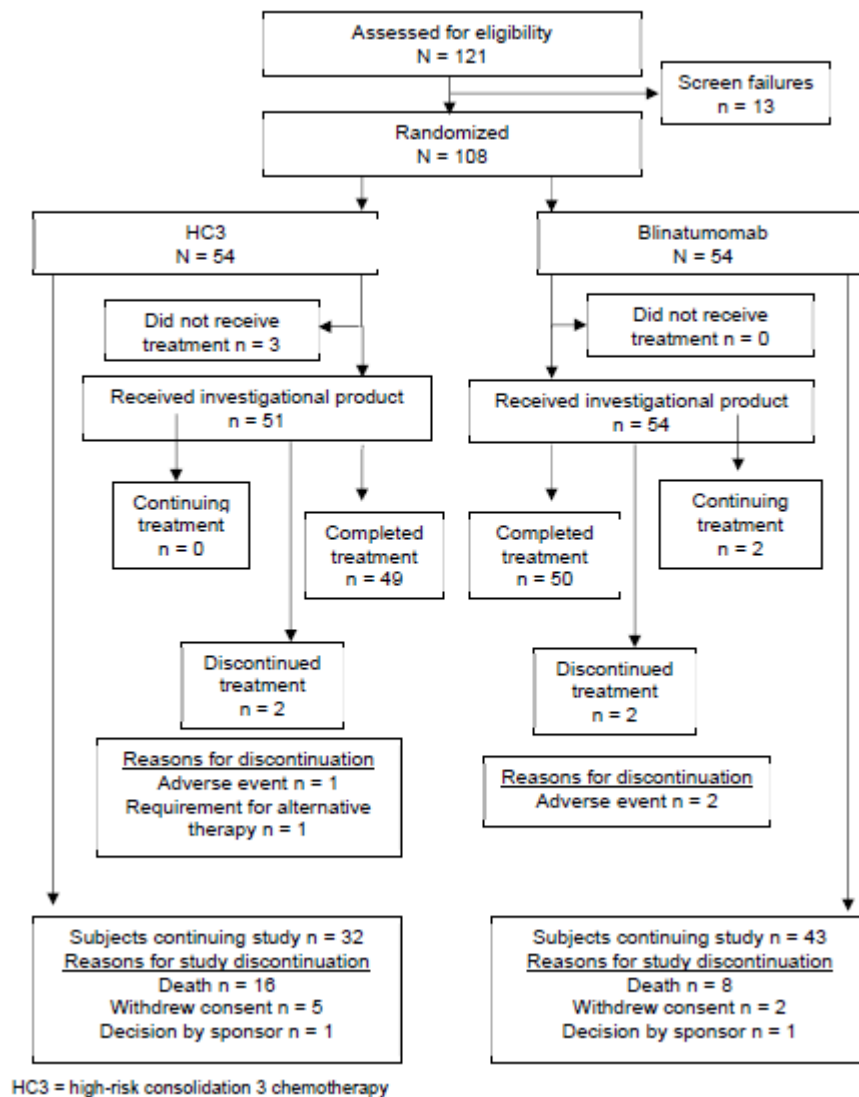 Assessed for eligibility
N = 121
Screen failures
n = 13
Randomized
N = 108
HC3
N = 54
Blinatumomab
N = 54
Did not receive
treatment n = 3
Did not receive
treatment n = 0
Received investigational product
n = 51
Received investigational product
n = 54
Continuing
treatment
n = 0
Completed
treatment
n = 49
Completed
treatment
n = 50
Continuing
treatment
n = 2
Discontinued
treatment
n = 2
Discontinued
treatment
n = 2
Reasons for discontinuation
Adverse event n = 1
Requirement for alternative
therapy n = 1
Reasons for discontinuation
Adverse event n = 2
Subjects continuing study n = 32
Reasons for study discontinuation
Death n = 16
Withdrew consent n = 5
Decision by sponsor n = 1
Subjects continuing study n = 43
Reasons for study discontinuation
Death n = 8
Withdrew consent n = 2
Decision by sponsor n = 1
HC3 = high-risk consolidation 3 chemotherapy